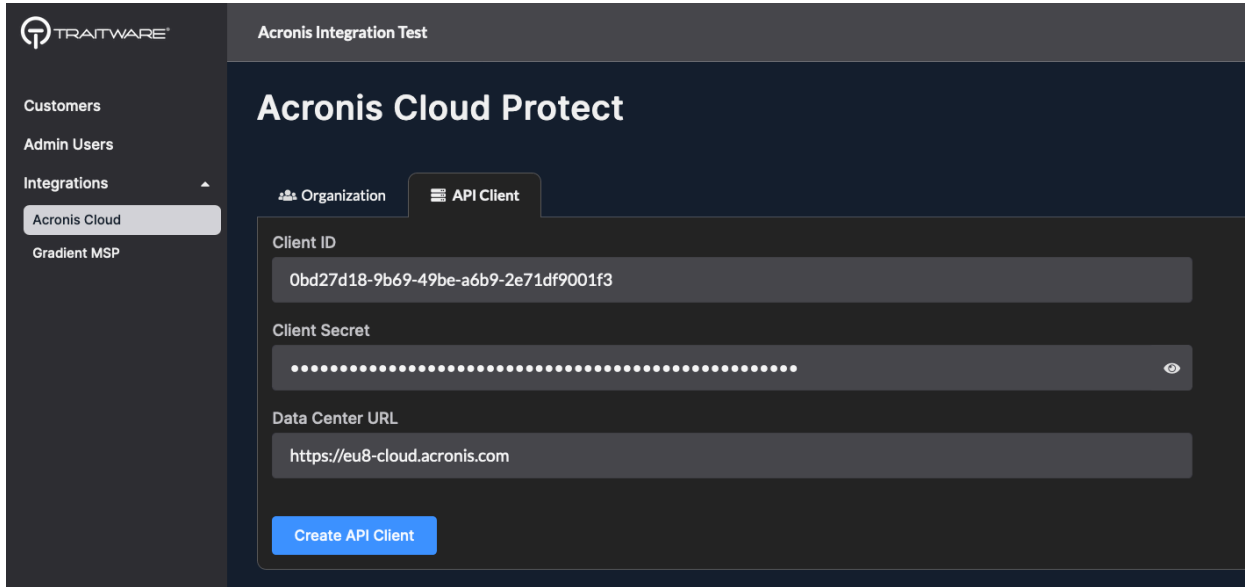 TRAITWARE®
Acronis Integration Test
Customers
Admin Users
Integrations
Acronis Cloud
Gradient MSP
Acronis Cloud Protect
Organization
API Client
Client ID
0bd27d18-9b69-49be-a6b9-2e71df9001f3
Client Secret
••••••••••••••••••••••••••••••••••••••••••••••••••••
Data Center URL
https://eu8-cloud.acronis.com
Create API Client